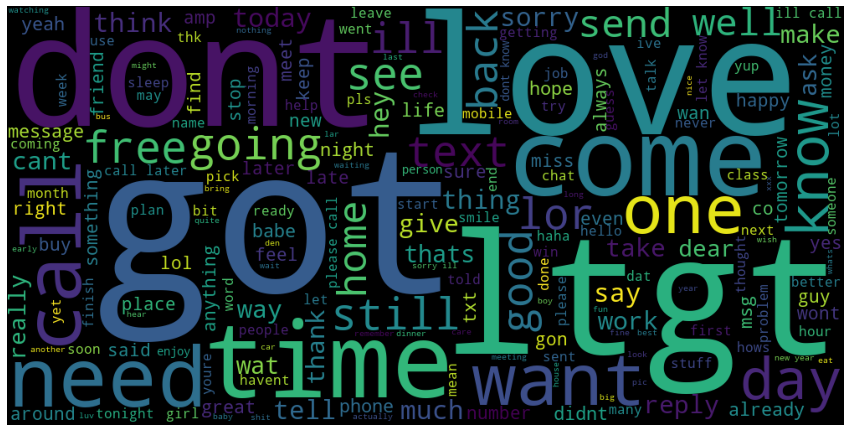 watching
yeah
think
amp
today
thk
ill
leave
went
getting
sorry
ive
ill call
send
well
make
nothing
dont
love
use
friend
week
sleep
may
might
bus
stop
morning
find
meet
help
keep
pls
see
hey
back
last
check
life
mobile
dont know
hope
job
try
guess
always
talk
god
wan
never
let know
nice
yup
happy
ask
money
lot
message
coming
name
new
cant
free
going
night
lar
room
text
come
know
miss
chat
class
call later
later
late
waiting
person
sure
end
month
right
something
call
got
pick
bring
bit
plan
quite
ready
babe
den
feel
wait
start
smile
please call
home
give
thing
lor
hello
even
one
long
xx
tomorrow
co
next
wish
someone
early
buy
yet
lol
thats
sorry ill
told
win
haha
done
boy
take
dear
yes
whats
really
finish
place
hear
anything
word
way
still
txt
good
please
dat
say
fun
year
thought
better
guy
wont
problem
msg
hour
another
soon
said
enjoy
time
ltgt
people
thank
let
wat
remember
dinner
care
gon
work
fine
best
first
hows
need
youre
havent
car
mean
meeting
sent
house
want
look
stuff
new year
eat
day
around
luv
tonight
girl
great
baby
shit
tell
phone
actually
much
number
big
pic
didnt
many
reply
already